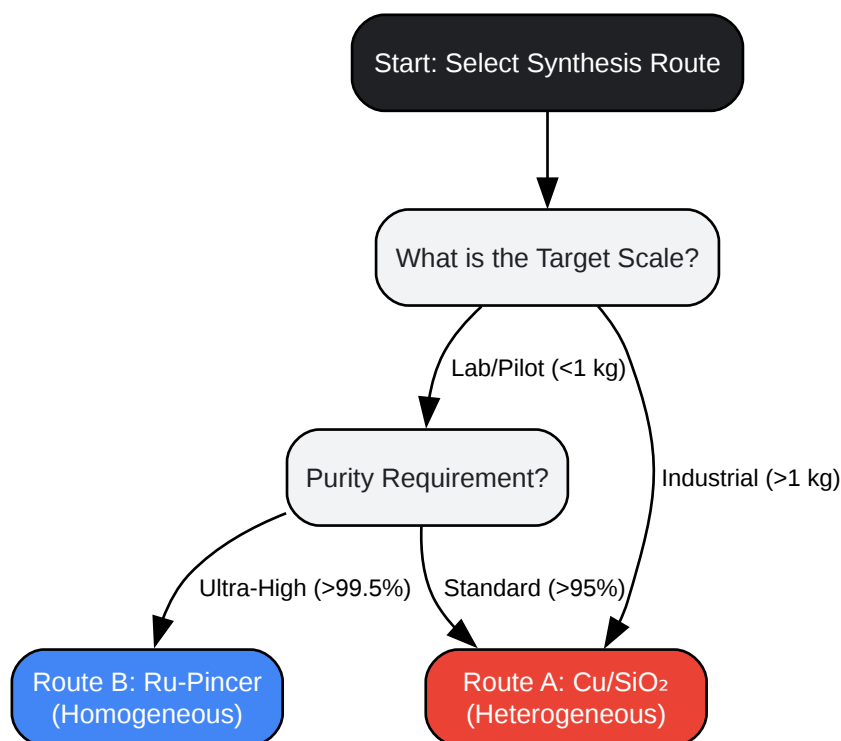 Start: Select Synthesis Route
What is the Target Scale?
Lab/Pilot (<1 kg)
Purity Requirement?
Industrial (>1 kg)
Ultra-High (>99.5%)
Standard (>95%)
Route B: Ru-Pincer
(Homogeneous)
Route A: Cu/SiO₂
(Heterogeneous)